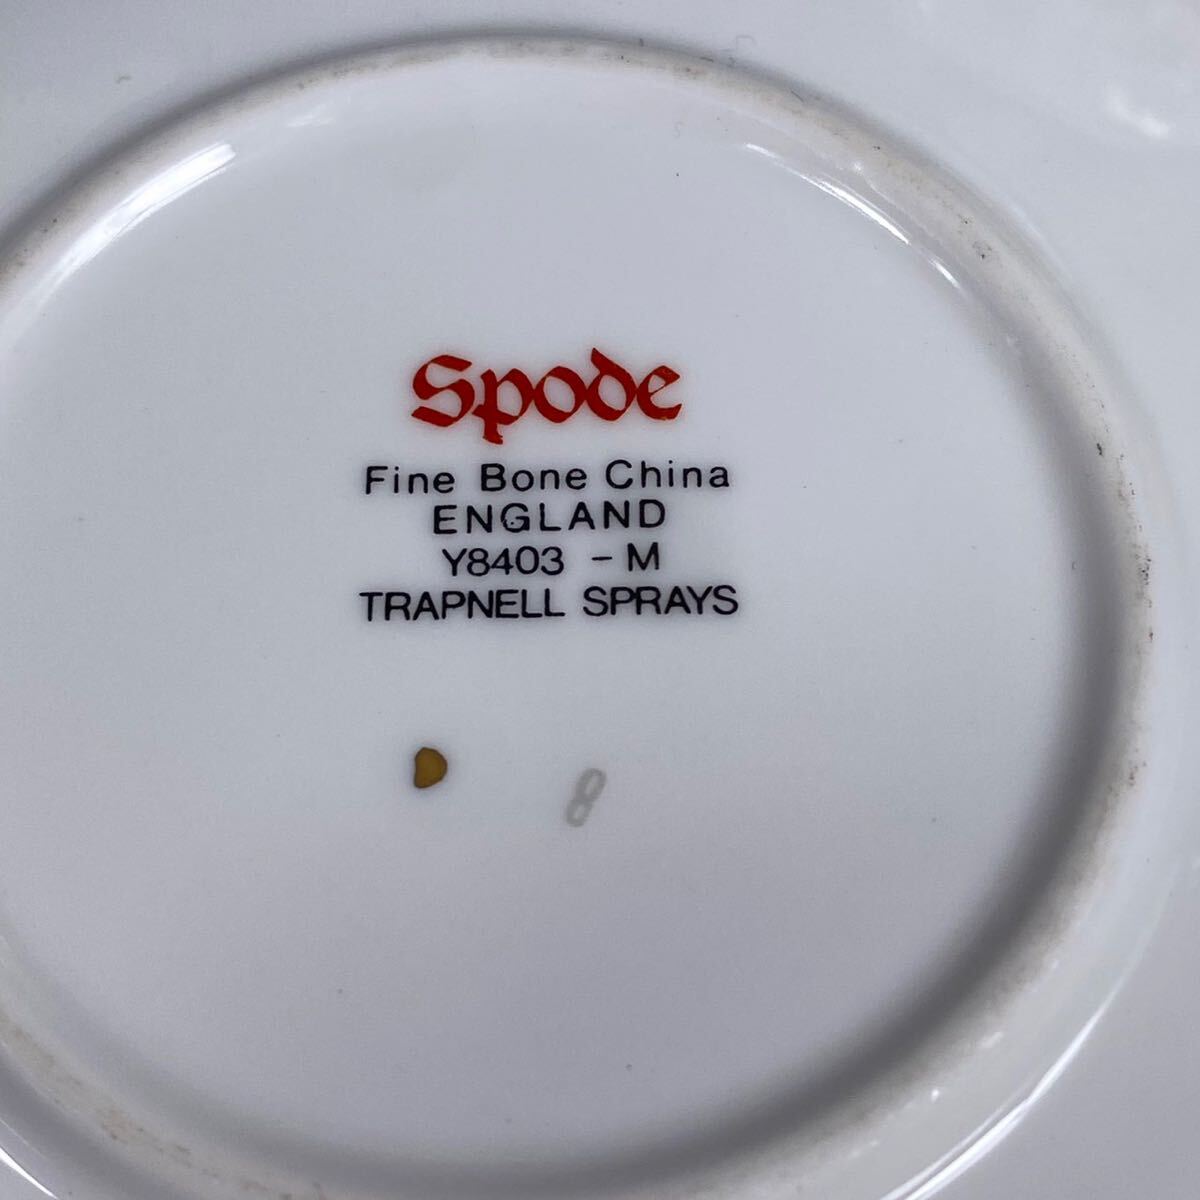 Spode
Fine Bone China
ENGLAND
Y8403 - M
TRAPNELL SPRAYS
8